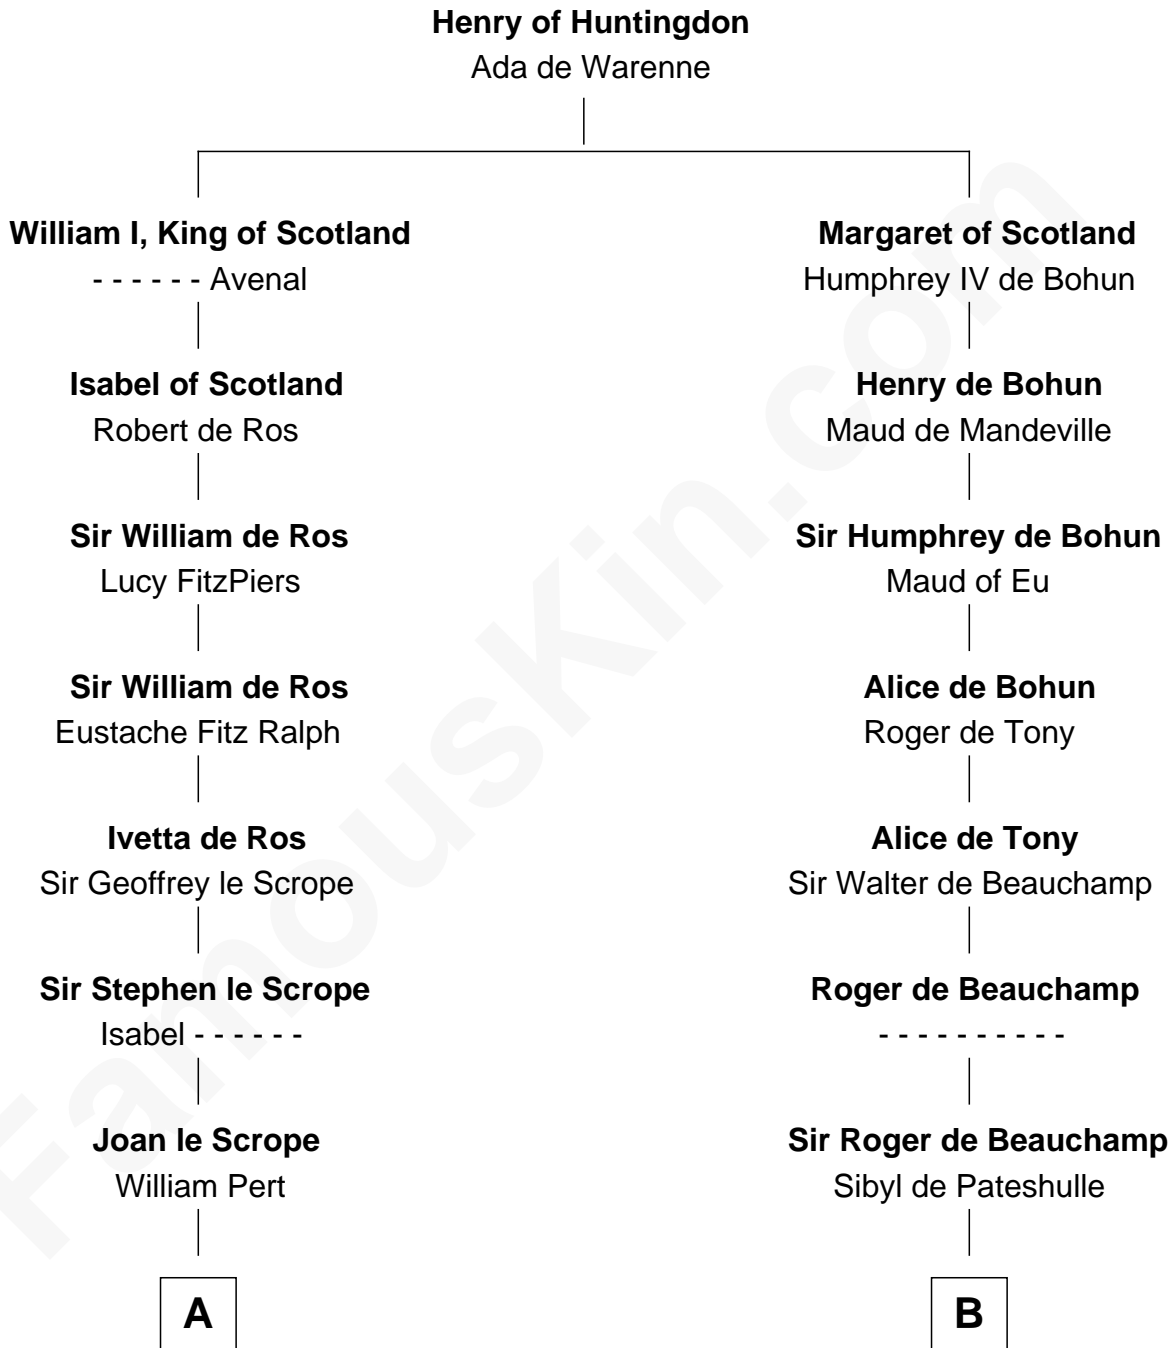 Henry of Huntingdon
Ada de Warenne
William I, King of Scotland
- - - - - - Avenal
Isabel of Scotland
Robert de Ros
Sir William de Ros
Lucy FitzPiers
Sir William de Ros
Eustache Fitz Ralph
Ivetta de Ros
Sir Geoffrey le Scrope
Sir Stephen le Scrope
Isabel - - - - - -
Joan le Scrope
William Pert
A
Margaret of Scotland
Humphrey IV de Bohun
Henry de Bohun
Maud de Mandeville
Sir Humphrey de Bohun
Maud of Eu
Alice de Bohun
Roger de Tony
Alice de Tony
Sir Walter de Beauchamp
Roger de Beauchamp
- - - - - - - - - -
Sir Roger de Beauchamp
Sibyl de Pateshulle
B
FamousKin.com